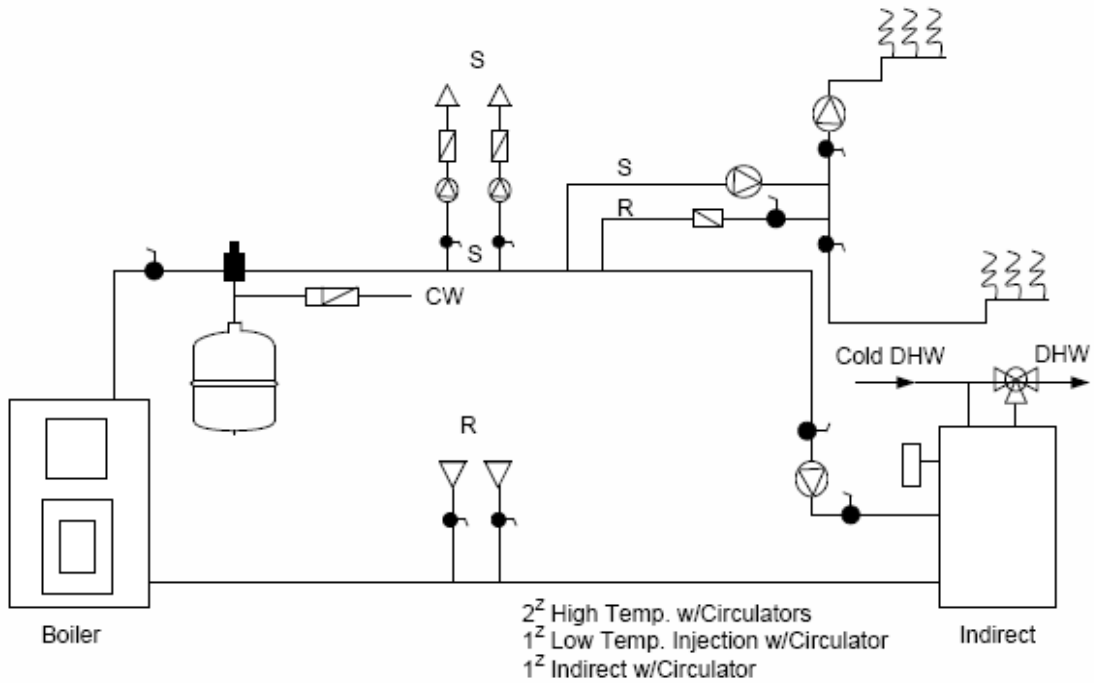 S
S
R
S
CW
Cold DHW
DHW
R
Boiler
2z High Temp. w/Circulators
1z Low Temp. Injection w/Circulator
1z Indirect w/Circulator
Indirect